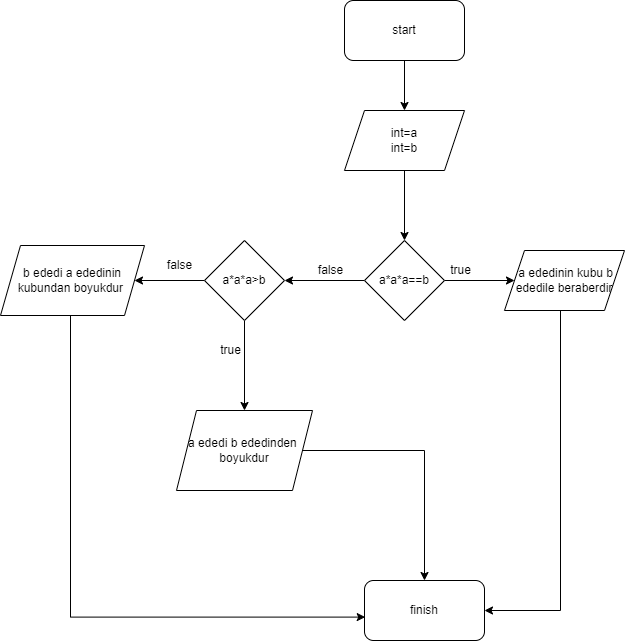 start
int=a
int=b
a*a*a==b
true
a ededinin kubu b
ededile beraberdir
false
a*a*a>b
false
b ededi a ededinin
kubundan boyukdur
true
a ededi b ededinden
boyukdur
finish